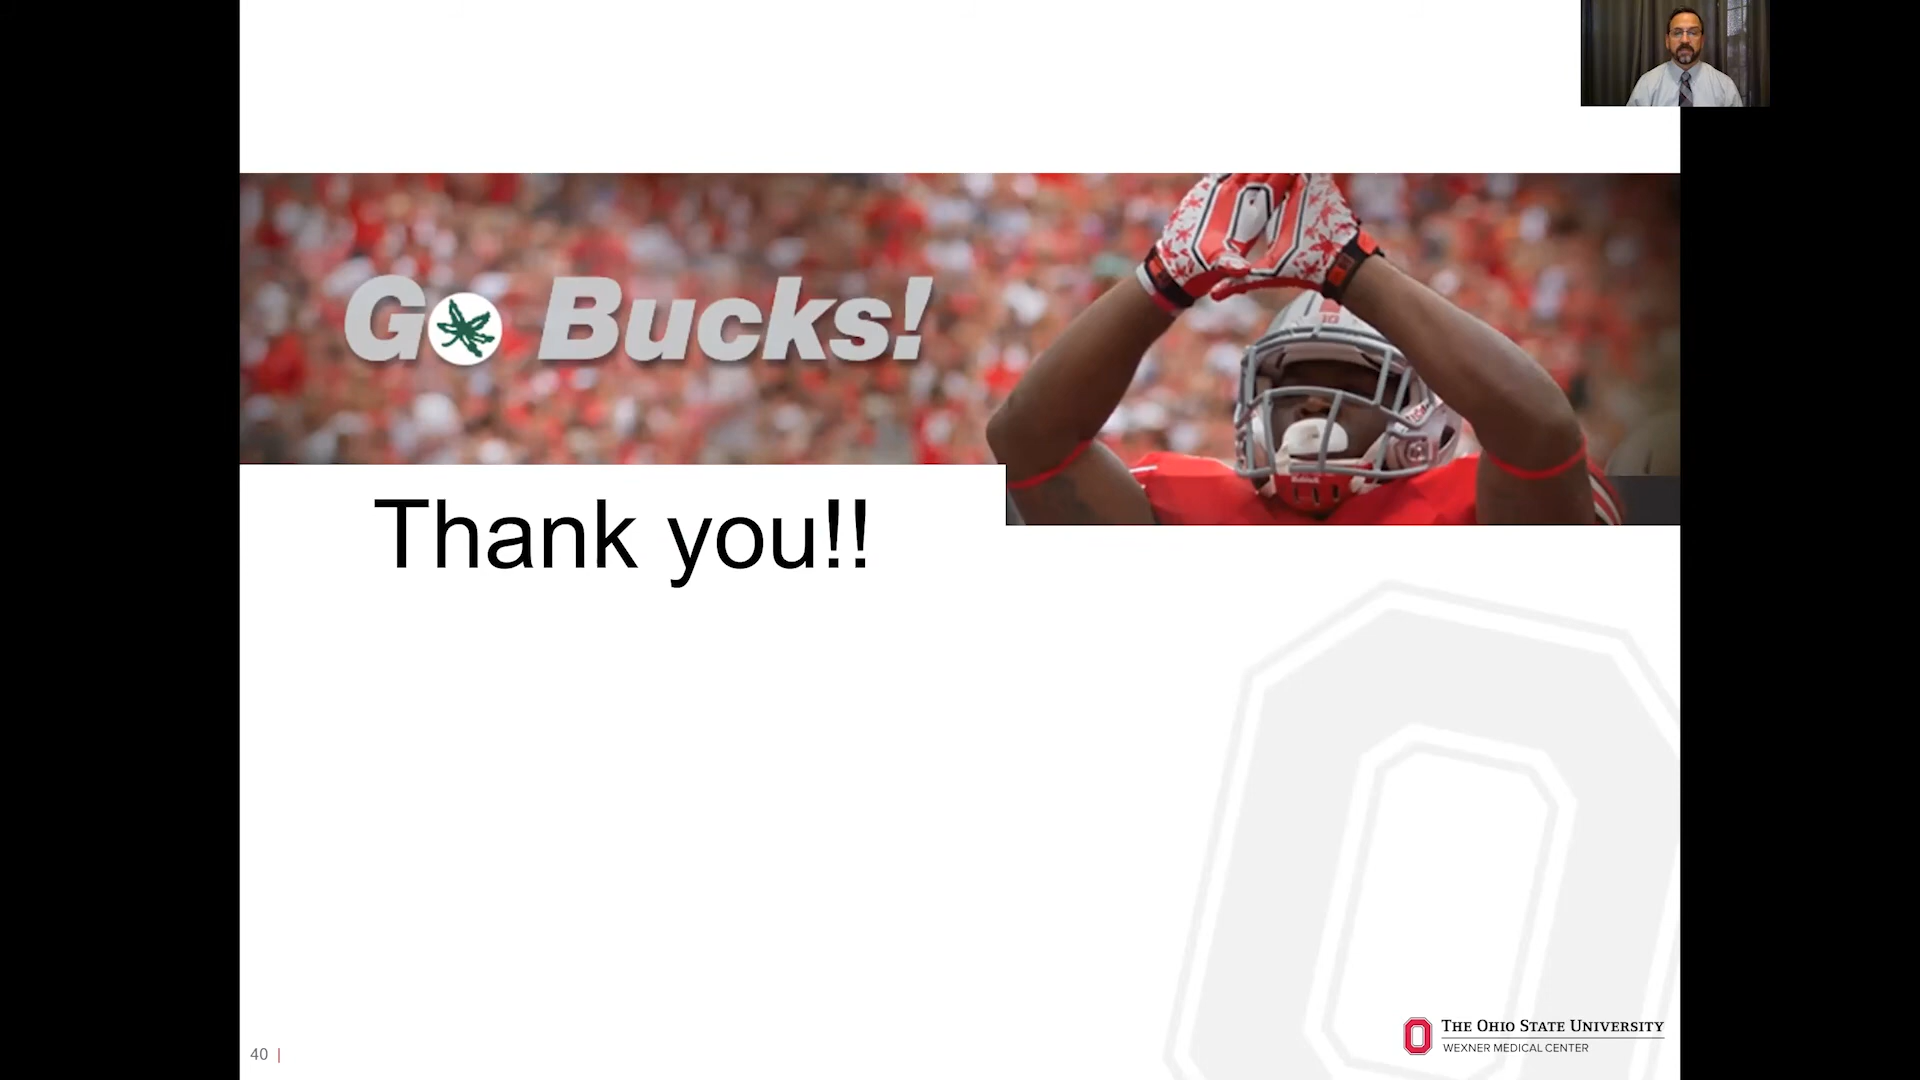 Go Bucks!
Thank you!!
THE OHIO STATE UNIVERSITY
WEXNER MEDICAL CENTER
40 |